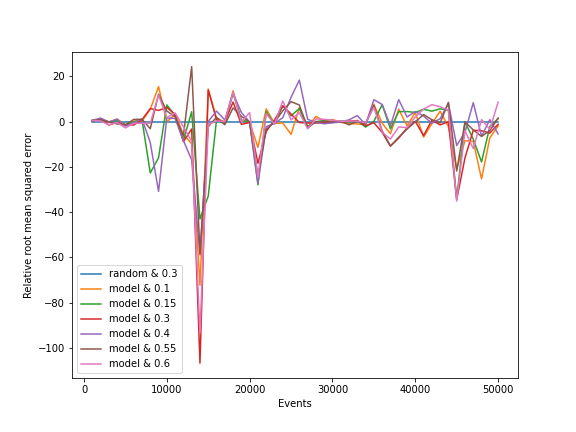 20
0
−20
−40
−60
−80
−100
Relative root mean squared error
random & 0.3
model & 0.1
model & 0.15
model & 0.3
model & 0.4
model & 0.55
model & 0.6
0 10000 20000 30000 40000 50000
Events